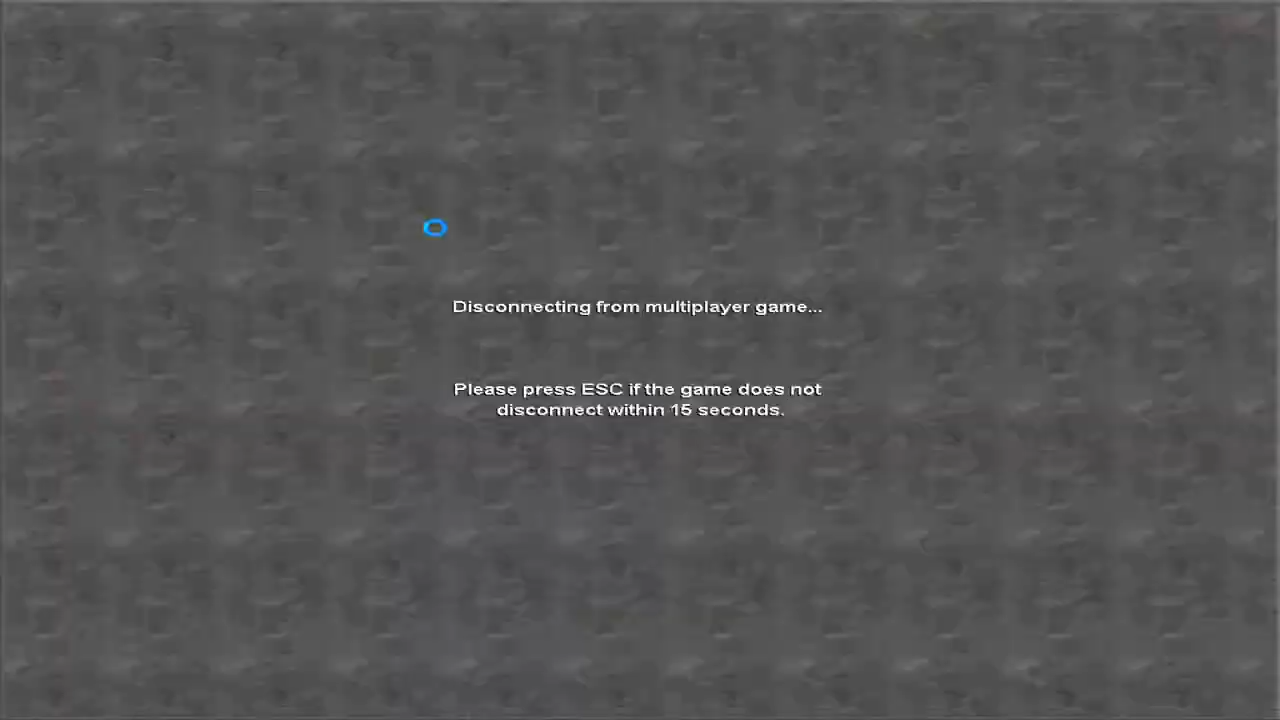 Disconnecting from multiplayer game...
Please press ESC if the game does not
disconnect within 15 seconds.